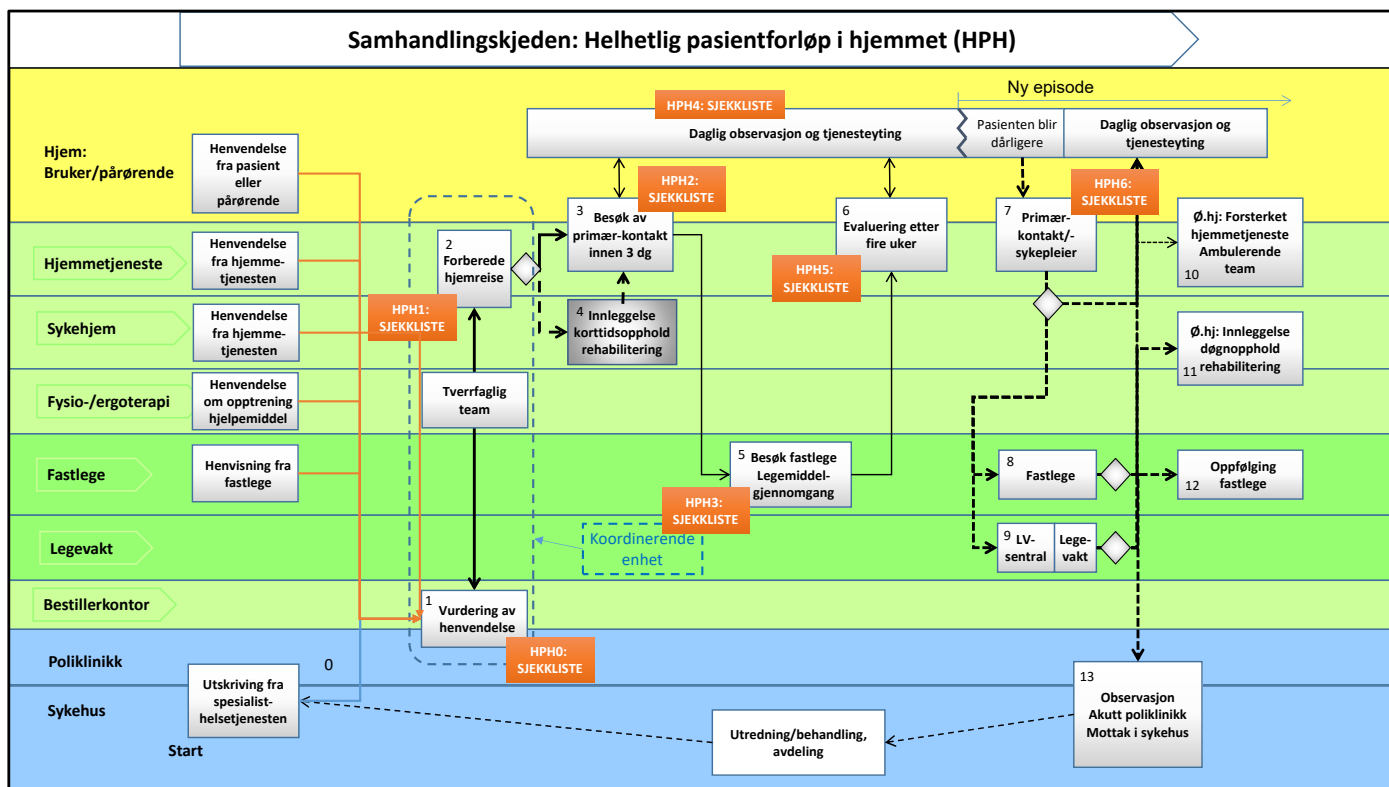 Samhandlingskjeden: Helhetlig pasientforløp i hjemmet (HPH)
Ny episode
HPH4: SJEKKLISTE
Daglig observasjon og tjenesteyting
Pasienten blir
dårligere
Daglig observasjon og
tjenesteyting
Hjem:
Bruker/pårørende
Henvendelse
fra pasient
eller
pårørende
HPH2:
SJEKKLISTE
HPH6:
SJEKKLISTE
3
Besøk av
primær-kontakt
innen 3 dg
6
Evaluering etter
fire uker
7
Primær-
kontakt/-
sykepleier
Ø.hj: Forsterket
hjemmetjeneste
Ambulerende
team
10
Hjemmetjeneste
Henvendelse
fra hjemme-
tjenesten
2
Forberede
hjemreise
HPH5:
SJEKKLISTE
Sykehjem
Henvendelse
fra hjemme-
tjenesten
HPH1:
SJEKKLISTE
4
Innleggelse
korttidsopphold
rehabilitering
Ø.hj: Innleggelse
døgnopphold
rehabilitering
11
Fysio-/ergoterapi
Henvendelse
om opptrening
hjelpemiddel
Tverrfaglig
team
Fastlege
Henvisning fra
fastlege
5
Besøk fastlege
Legemiddel-
gjennomgang
HPH3:
SJEKKLISTE
8
Fastlege
Oppfølging
fastlege
12
Legevakt
Koordinerende
enhet
9
LV-
sentral
Lege-
vakt
Bestillerkontor
1
Vurdering av
henvendelse
HPH0:
SJEKKLISTE
Poliklinikk
0
Sykehus
Utskriving fra
spesialist-
helsetjenesten
Start
Utredning/behandling,
avdeling
13
Observasjon
Akutt poliklinikk
Mottak i sykehus